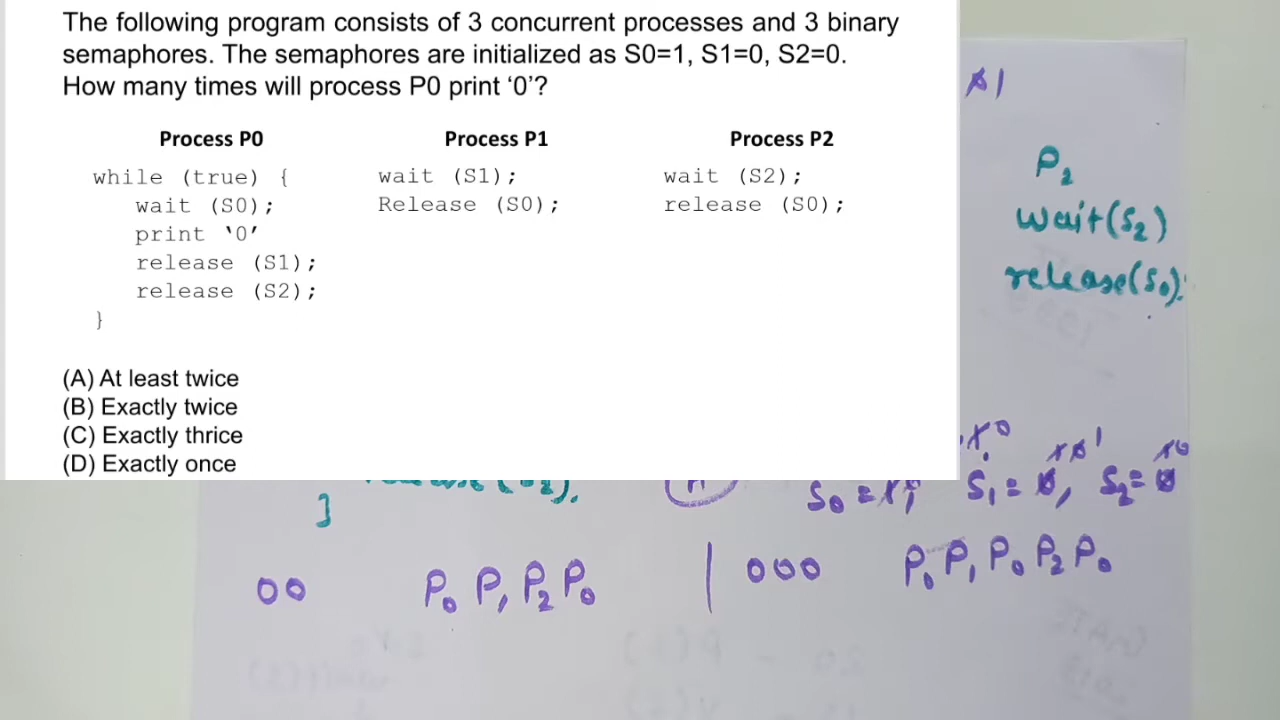 The following program consists of 3 concurrent processes and 3 binary
semaphores. The semaphores are initialized as S0=1, S1=0, S2=0.
How many times will process P0 print ‘0’?
Process P0 Process P1 Process P2
while (true) { wait (S1); wait (S2);
wait (S0); Release (S0); release (S0);
print ‘0’
release (S1);
release (S2);
}
(A) At least twice
(B) Exactly twice
(C) Exactly thrice
(D) Exactly once
P2
wait(S2)
release(S0);
]
S0 = S1 = 0, S2 = 0
00 P0 P1 P2 P0 | 000 P0 P1 P0 P2 P0